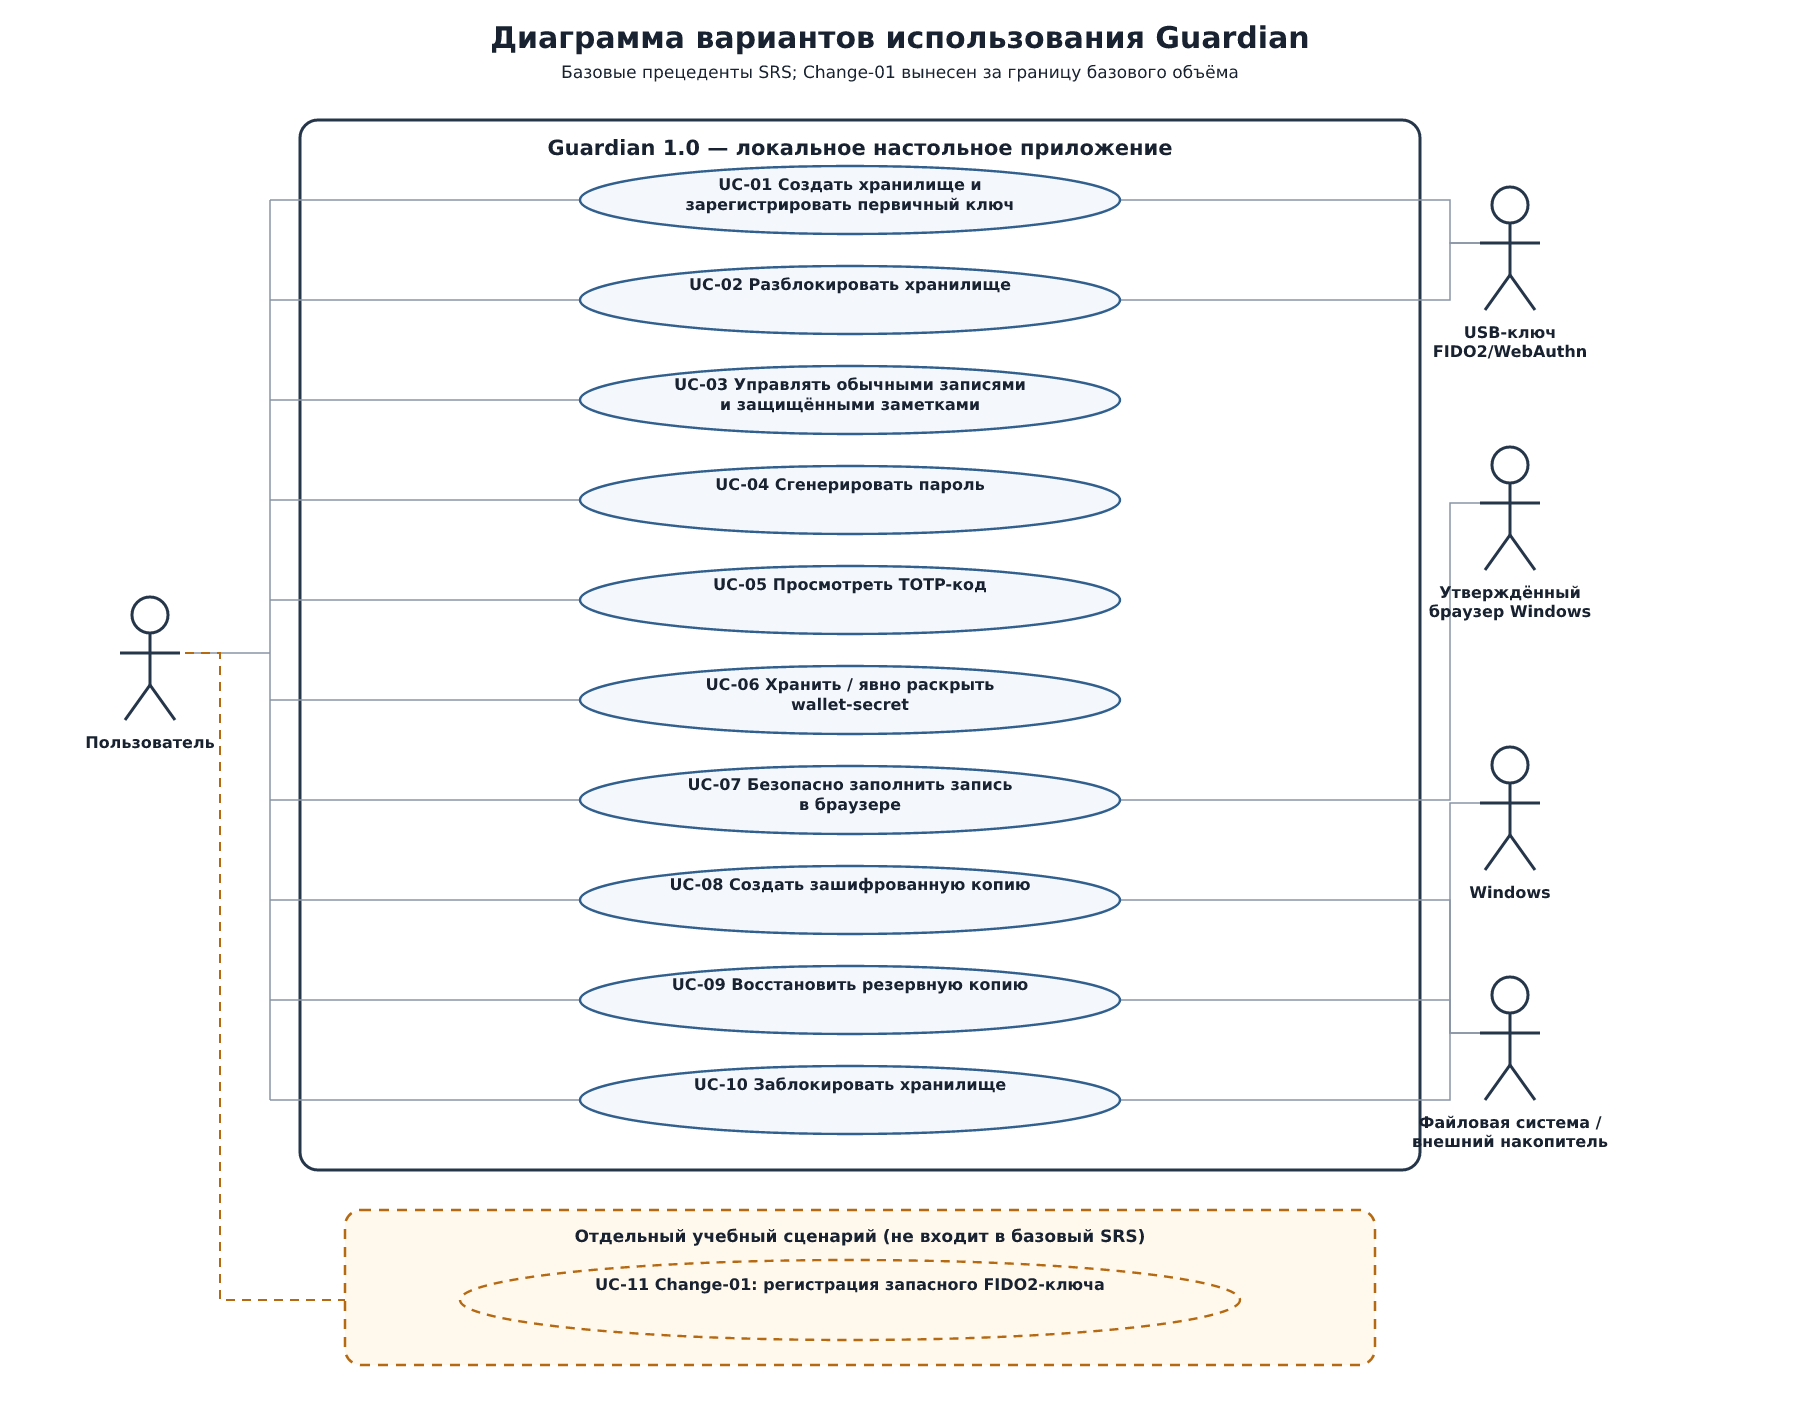 Диаграмма вариантов использования Guardian
Базовые прецеденты SRS; Change-01 вынесен за границу базового объёма
Guardian 1.0 — локальное настольное приложение
UC-01 Создать хранилище и
зарегистрировать первичный ключ
UC-02 Разблокировать хранилище
USB-ключ
FIDO2/WebAuthn
UC-03 Управлять обычными записями
и защищёнными заметками
UC-04 Сгенерировать пароль
UC-05 Просмотреть TOTP-код
Утверждённый
браузер Windows
UC-06 Хранить / явно раскрыть
wallet-secret
Пользователь
UC-07 Безопасно заполнить запись
в браузере
UC-08 Создать зашифрованную копию
Windows
UC-09 Восстановить резервную копию
UC-10 Заблокировать хранилище
Файловая система /
внешний накопитель
Отдельный учебный сценарий (не входит в базовый SRS)
UC-11 Change-01: регистрация запасного FIDO2-ключа